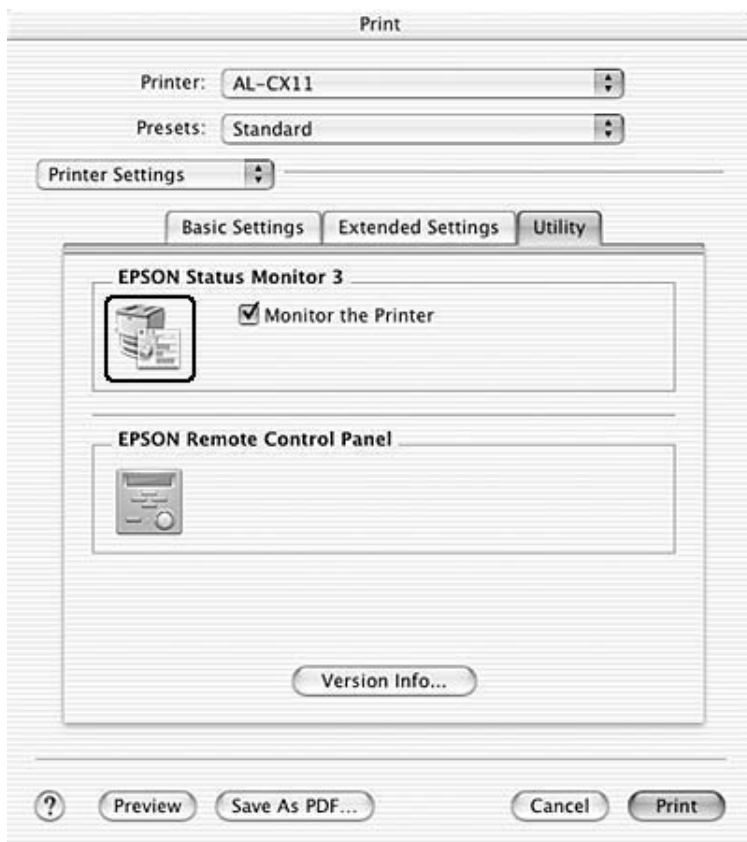 Print
Printer: AL-CX11
Presets: Standard
Printer Settings
Basic Settings Extended Settings Utility
EPSON Status Monitor 3
Monitor the Printer
EPSON Remote Control Panel
Version Info...
? Preview Save As PDF... Cancel Print